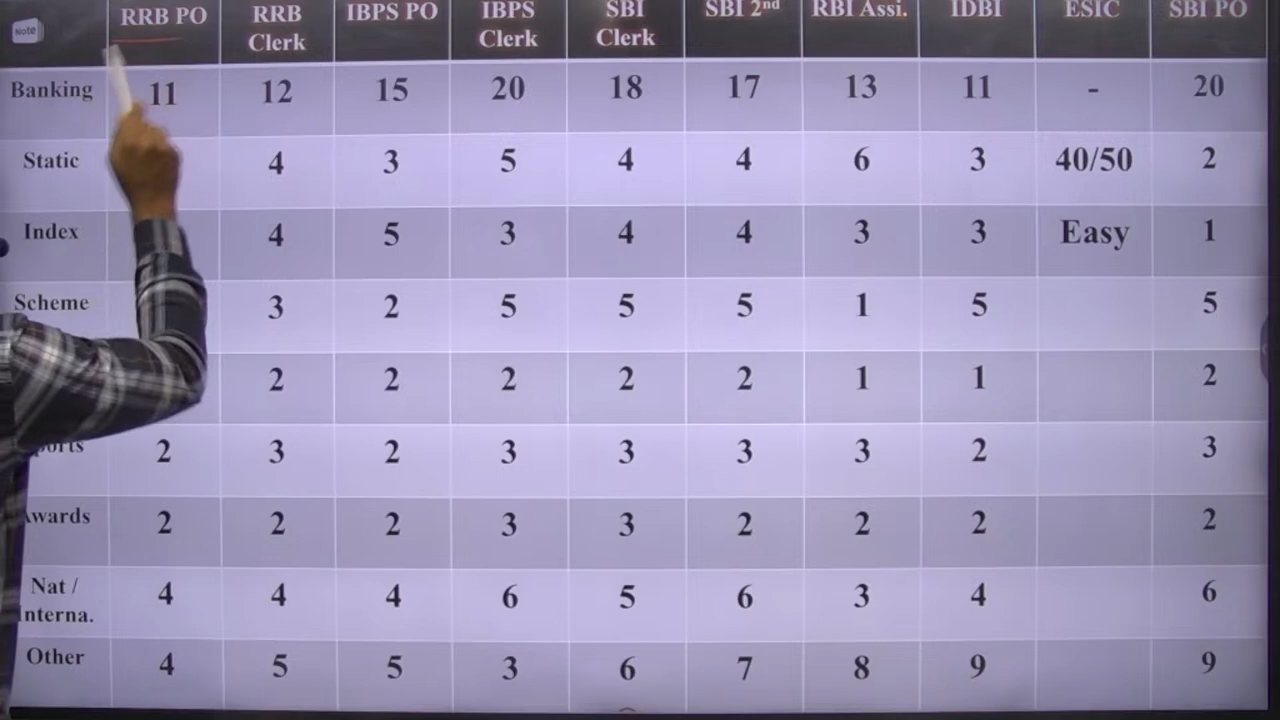 Note
RRB PO RRB Clerk IBPS PO IBPS Clerk SBI Clerk SBI 2nd RBI Assi. IDBI ESIC SBI PO
Banking 11 12 15 20 18 17 13 11 - 20
Static 4 3 5 4 4 6 3 40/50 2
Index 4 5 3 4 4 3 3 Easy 1
Scheme 3 2 5 5 5 1 5 5
2 2 2 2 2 1 1 2
2 3 2 3 3 3 3 2 3
2 2 2 3 3 2 2 2 2
Nat / 4 4 4 6 5 6 3 4 6
Other 4 5 5 3 6 7 8 9 9